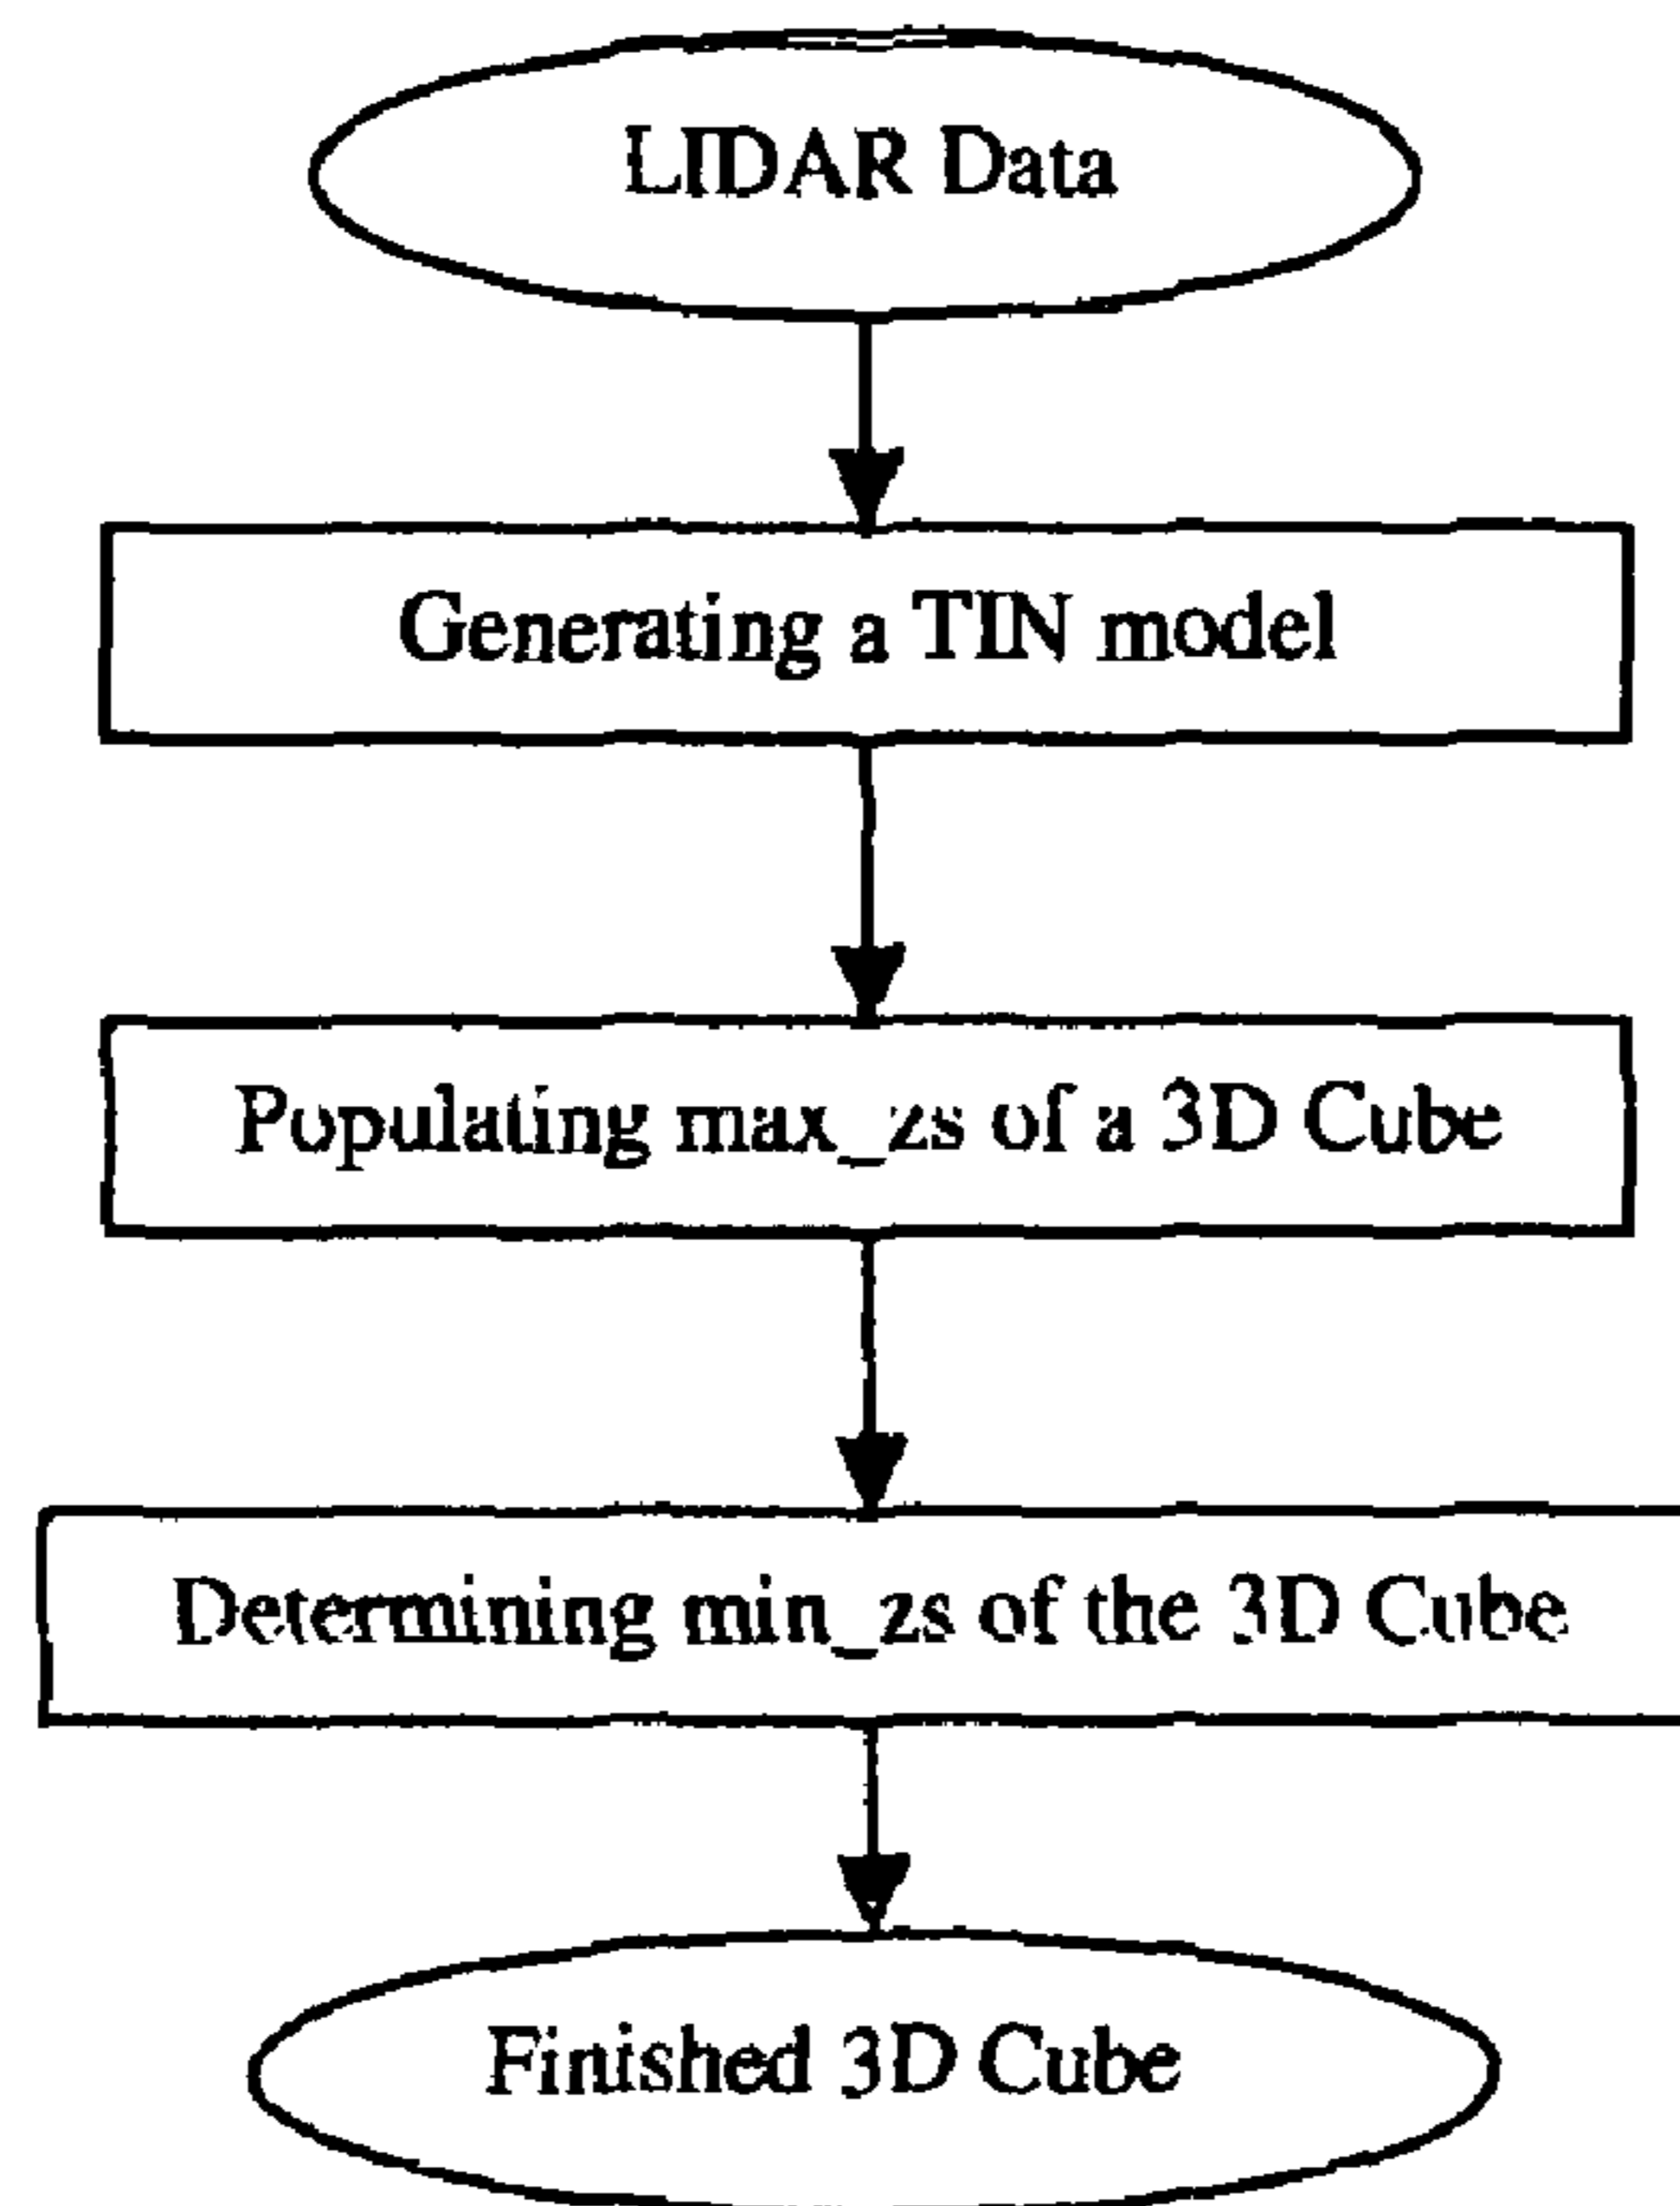 LIDAR Data
Generating a TIN model
Populating max_zs of a 3D Cube
Determining min_zs of the 3D Cube
Finished 3D Cube